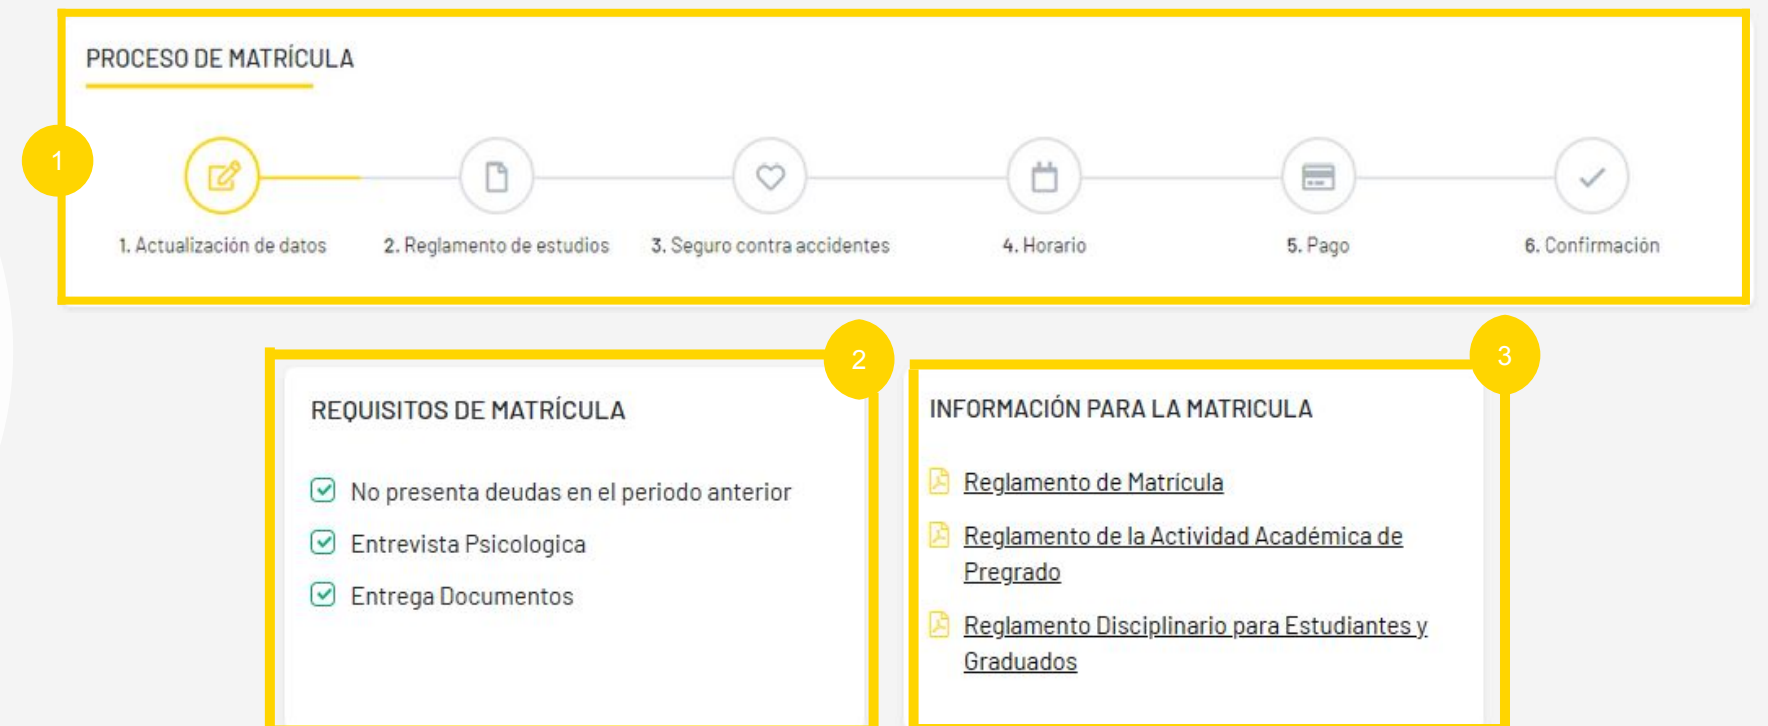 PROCESO DE MATRÍCULA
1
1. Actualización de datos
2. Reglamento de estudios
3. Seguro contra accidentes
4. Horario
5. Pago
6. Confirmación
2
REQUISITOS DE MATRÍCULA
No presenta deudas en el periodo anterior
Entrevista Psicologica
Entrega Documentos
3
INFORMACIÓN PARA LA MATRICULA
Reglamento de Matrícula
Reglamento de la Actividad Académica de
Pregrado
Reglamento Disciplinario para Estudiantes y
Graduados